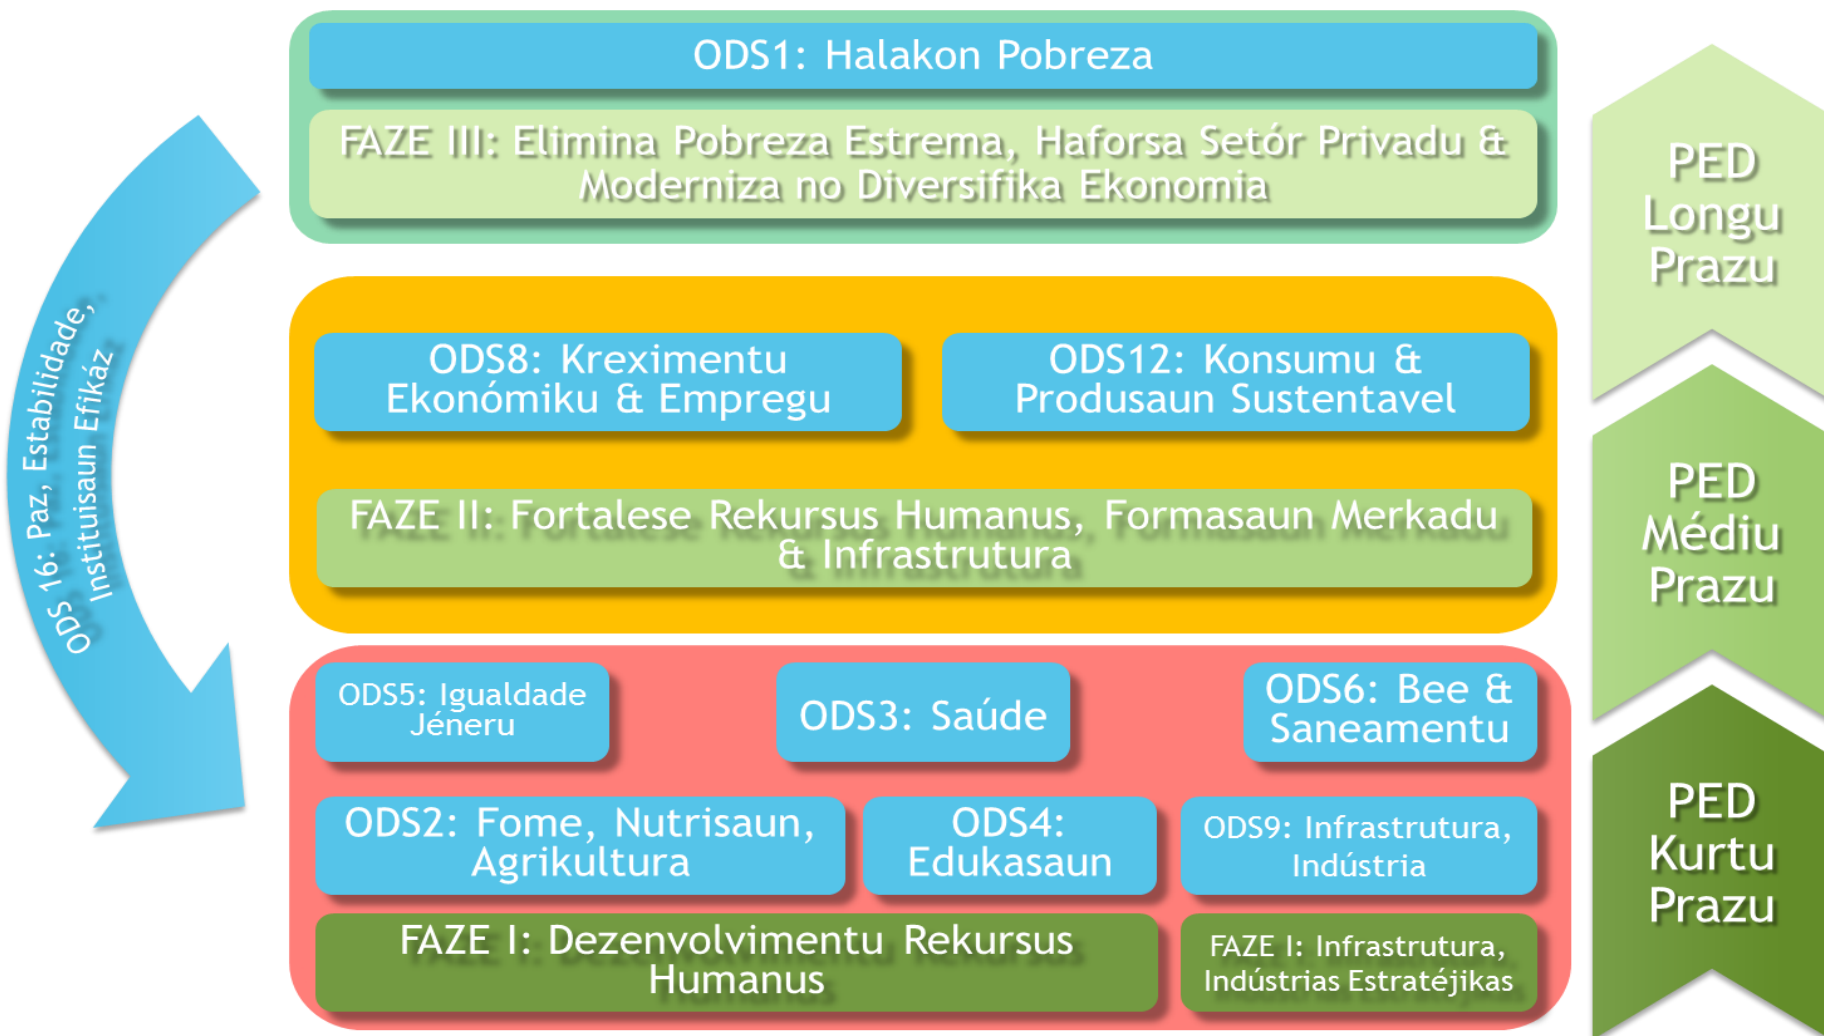 ODS1: Halakon Pobreza
FAZE III: Elimina Pobreza Estrema, Haforsa Setór Privadu &
Moderniza no Diversifika Ekonomia
PED
Longu
Prazu
ODS 16: Paz, Estabilidade,
Instituisaun Efikáz
ODS8: Kreximentu
Ekonómiku & Empregu
ODS12: Konsumu &
Produsaun Sustentavel
FAZE II: Fortalese Rekursus Humanus, Formasaun Merkadu
& Infrastrutura
PED
Médiu
Prazu
ODS5: Igualdade
Jéneru
ODS3: Saúde
ODS6: Bee &
Saneamentu
ODS2: Fome, Nutrisaun,
Agrikultura
ODS4:
Edukasaun
ODS9: Infrastrutura,
Indústria
FAZE I: Dezenvolvimentu Rekursus
Humanus
FAZE I: Infrastrutura,
Indústrias Estratéjikas
PED
Kurtu
Prazu